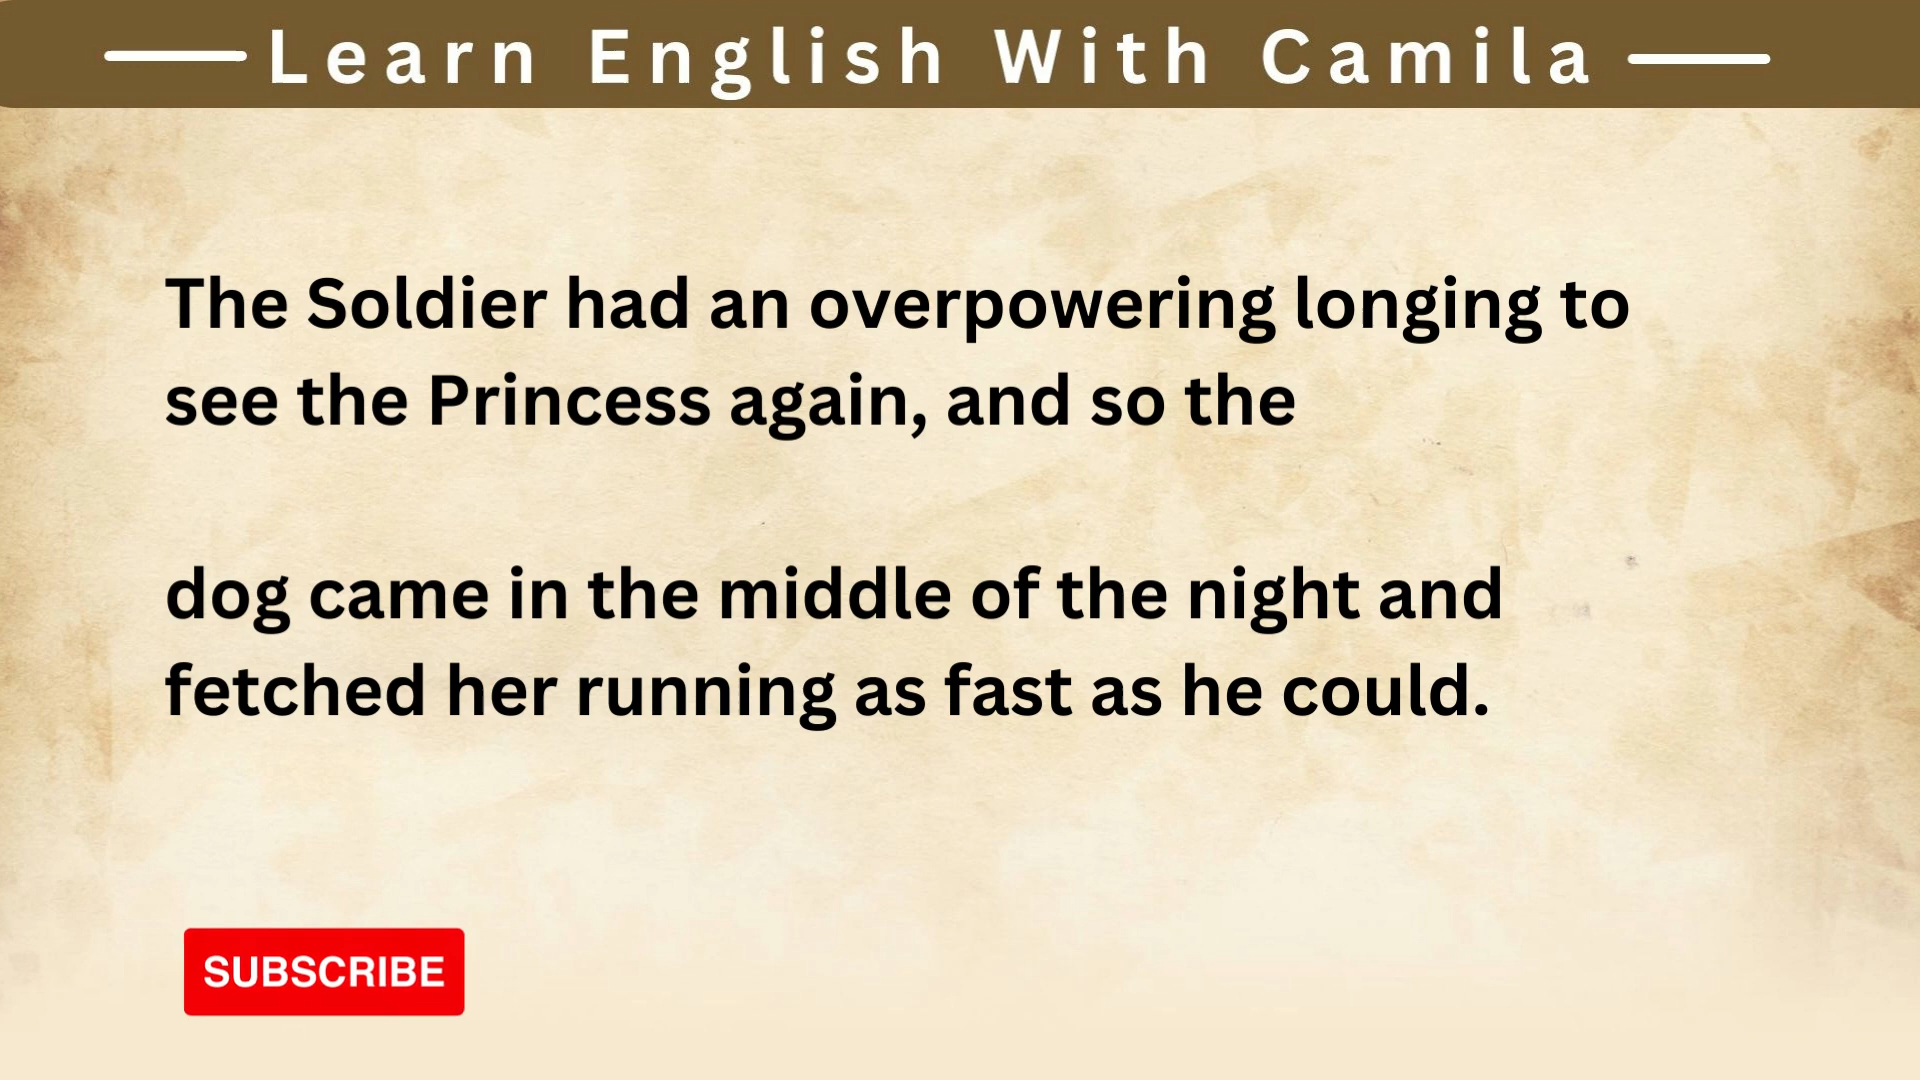 Learn English With Camila
The Soldier had an overpowering longing to
see the Princess again, and so the
dog came in the middle of the night and
fetched her running as fast as he could.
SUBSCRIBE